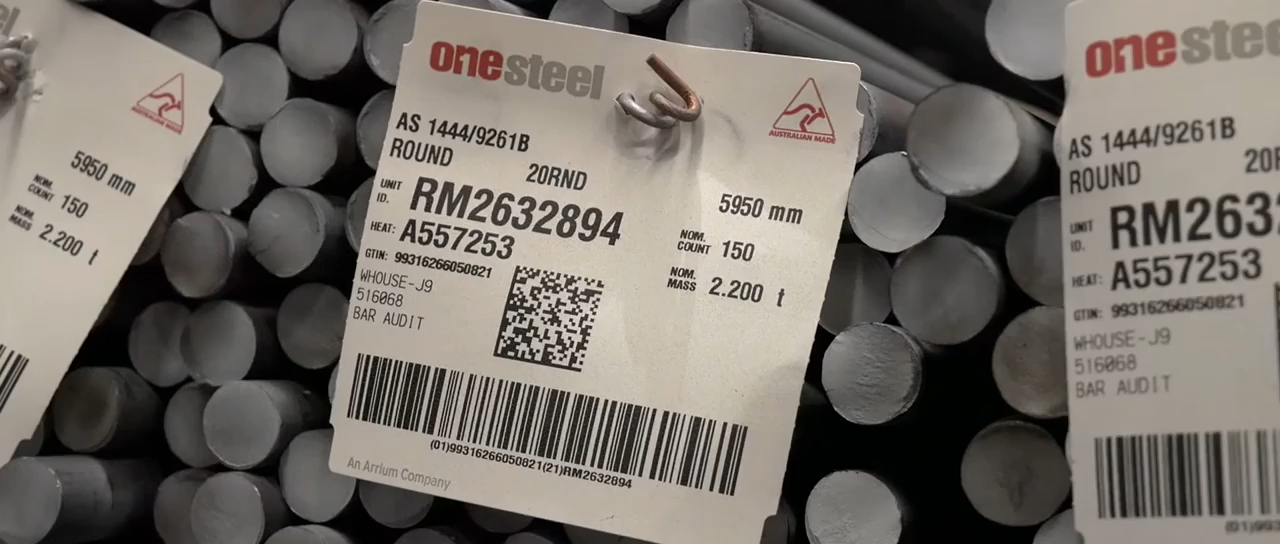 5950 mm
NOM. COUNT 150
NOM. MASS 2.200 t
AUSTRALIAN MADE
onesteel
AUSTRALIAN MADE
AS 1444/9261B
ROUND 20RND
5950 mm
UNIT ID. RM2632894
NOM. COUNT 150
HEAT: A557253
NOM. MASS 2.200 t
GTIN: 99316266050821
WHOUSE-J9
516068
BAR AUDIT
(01)99316266050821(21)RM2632894
An Arrium Company
onestee
AS 1444/9261B
ROUND 20R
UNIT ID. RM2632
HEAT: A557253
GTIN: 99316266050821
WHOUSE-J9
516068
BAR AUDIT